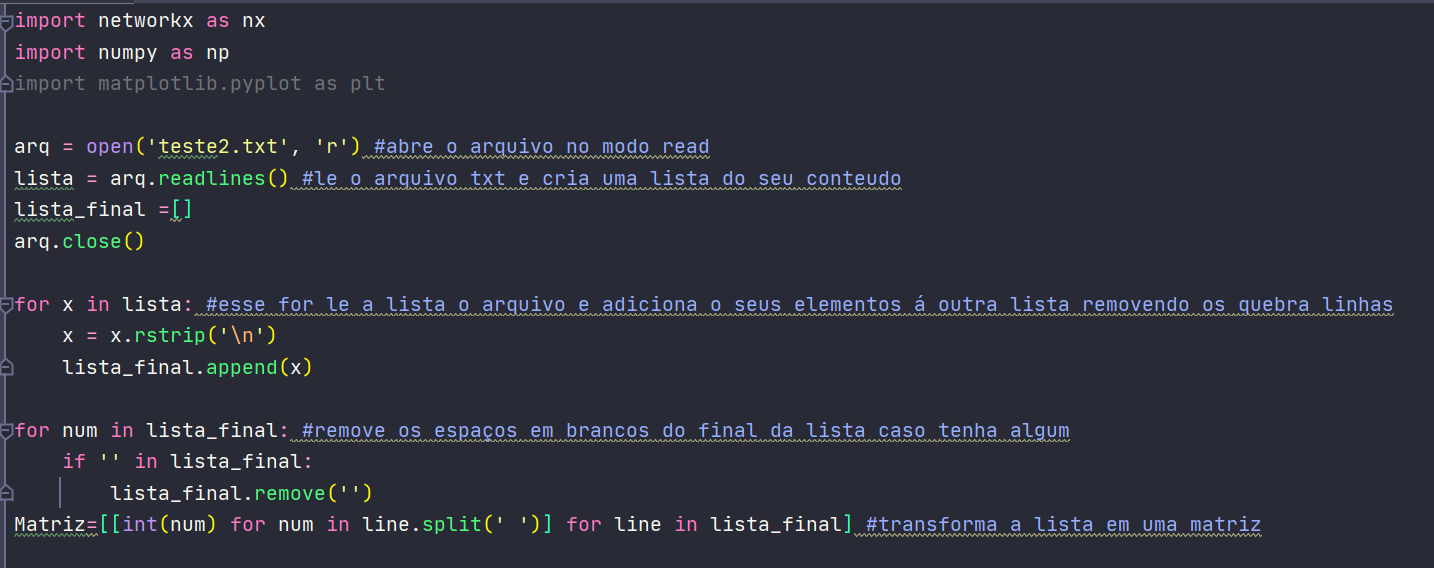 import networkx as nx
import numpy as np
import matplotlib.pyplot as plt
arq = open('teste2.txt', 'r') #abre o arquivo no modo read
lista = arq.readlines() #le o arquivo txt e cria uma lista do seu conteudo
lista_final =[]
arq.close()
for x in lista: #esse for le a lista o arquivo e adiciona o seus elementos á outra lista removendo os quebra linhas
    x = x.rstrip('\n')
    lista_final.append(x)
for num in lista_final: #remove os espaços em brancos do final da lista caso tenha algum
    if '' in lista_final:
        lista_final.remove('')
Matriz=[[int(num) for num in line.split(' ')] for line in lista_final] #transforma a lista em uma matriz